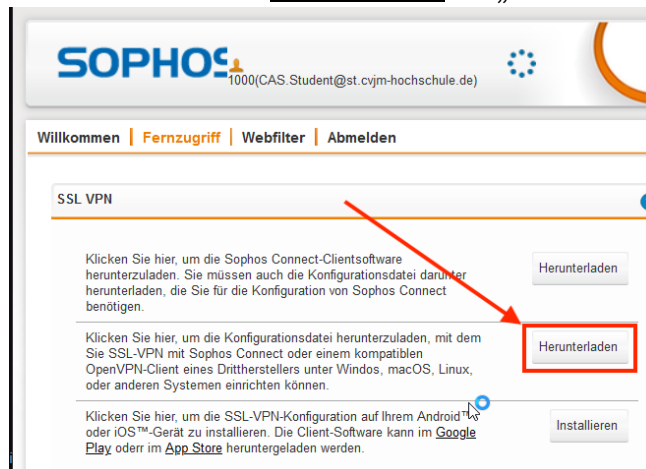 „
SOPHOS
1000(CAS.Student@st.cvjm-hochschule.de)
Willkommen | Fernzugriff | Webfilter | Abmelden
SSL VPN
Klicken Sie hier, um die Sophos Connect-Clientsoftware
herunterzuladen. Sie müssen auch die Konfigurationsdatei darunter
herunterladen, die Sie für die Konfiguration von Sophos Connect
benötigen.
Herunterladen
Klicken Sie hier, um die Konfigurationsdatei herunterzuladen, mit dem
Sie SSL-VPN mit Sophos Connect oder einem kompatiblen
OpenVPN-Client eines Drittherstellers unter Windos, macOS, Linux,
oder anderen Systemen einrichten können.
Herunterladen
Klicken Sie hier, um die SSL-VPN-Konfiguration auf Ihrem Android™
oder iOS™-Gerät zu installieren. Die Client-Software kann im Google
Play oderr im App Store heruntergeladen werden.
Installieren